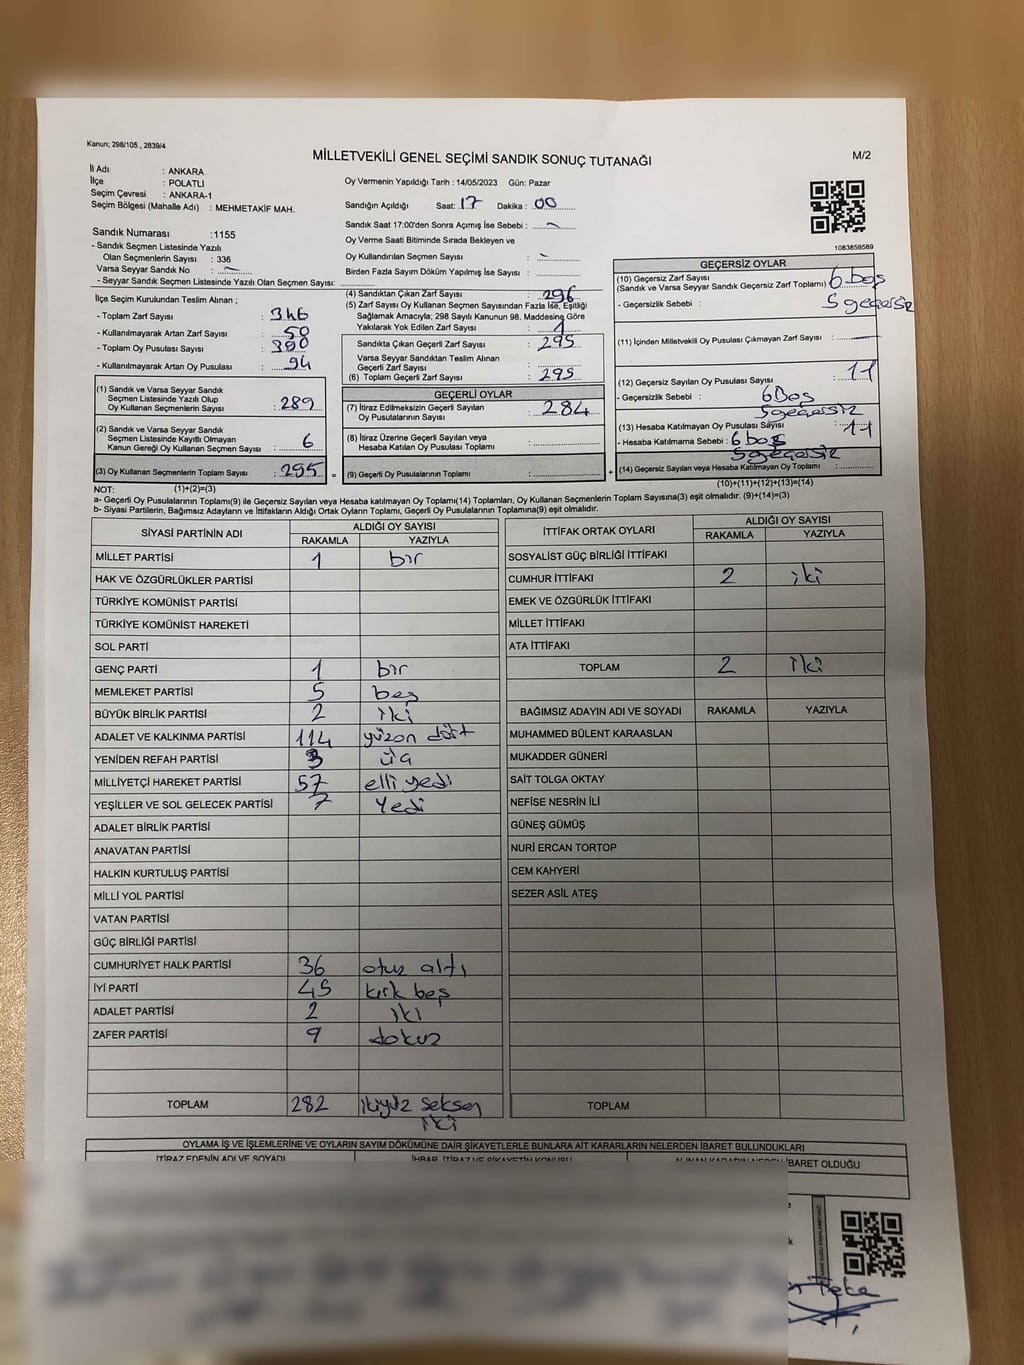 Kanun; 298/105 , 2839/4
MİLLETVEKİLİ GENEL SEÇİMİ SANDIK SONUÇ TUTANAĞI
M/2
İl Adı : ANKARA
İlçe : POLATLI
Seçim Çevresi : ANKARA-1
Seçim Bölgesi (Mahalle Adı) : MEHMETAKİF MAH.
Sandık Numarası :1155
- Sandık Seçmen Listesinde Yazılı
Olan Seçmenlerin Sayısı : 336
Varsa Seyyar Sandık No :
- Seyyar Sandık Seçmen Listesinde Yazılı Olan Seçmen Sayısı:
Oy Vermenin Yapıldığı Tarih : 14/05/2023 Gün: Pazar
Sandığın Açıldığı Saat: 17 Dakika : 00
Sandık Saat 17:00'den Sonra Açımış İse Sebebi :
Oy Verme Saati Bitiminde Sırada Bekleyen ve
Oy Kullandırılan Seçmen Sayısı :
Birden Fazla Sayım Döküm Yapılmış İse Sayısı :
1083859589
İlçe Seçim Kurulundan Teslim Alınan ;
- Toplam Zarf Sayısı : 346
- Kullanılmayarak Artan Zarf Sayısı : 50
- Toplam Oy Pusulası Sayısı : 390
- Kullanılmayarak Artan Oy Pusulası : 94
(1) Sandık ve Varsa Seyyar Sandık
Seçmen Listesinde Yazılı Olup
Oy Kullanan Seçmenlerin Sayısı : 289
(2) Sandık ve Varsa Seyyar Sandık
Seçmen Listesinde Kayıtlı Olmayan
Kanun Gereği Oy Kullanan Seçmen Sayısı : 6
(3) Oy Kullanan Seçmenlerin Toplam Sayısı : 295 =
(1)+(2)=(3)
(4) Sandıktan Çıkan Zarf Sayısı : 296
(5) Zarf Sayısı Oy Kullanan Seçmen Sayısından Fazla İse, Eşitliği
Sağlamak Amacıyla; 298 Sayılı Kanunun 98. Maddesine Göre
Yakılarak Yok Edilen Zarf Sayısı : 1
Sandıkta Çıkan Geçerli Zarf Sayısı : 295
Varsa Seyyar Sandıktan Teslim Alınan
Geçerli Zarf Sayısı :
(6) Toplam Geçerli Zarf Sayısı : 295
GEÇERLİ OYLAR
(7) İtiraz Edilmeksizin Geçerli Sayılan
Oy Pusulalarının Sayısı : 284
(8) İtiraz Üzerine Geçerli Sayılan veya
Hesaba Katılan Oy Pusulası Toplamı :
(9) Geçerli Oy Pusulalarının Toplamı : +
GEÇERSİZ OYLAR
(10) Geçersiz Zarf Sayısı
(Sandık ve Varsa Seyyar Sandık Geçersiz Zarf Toplamı) : 6 boş
- Geçersizlik Sebebi : 5 geçersiz
(11) İçinden Milletvekili Oy Pusulası Çıkmayan Zarf Sayısı :
(12) Geçersiz Sayılan Oy Pusulası Sayısı : 11
- Geçersizlik Sebebi : 6 Boş
5 geçersiz
(13) Hesaba Katılmayan Oy Pusulası Sayısı : 11
- Hesaba Katılmama Sebebi : 6 boş
5 geçersiz
(14) Geçersiz Sayılan veya Hesaba Katılmayan Oy Toplamı :
(10)+(11)+(12)+(13)=(14)
NOT:
a- Geçerli Oy Pusulalarının Toplamı(9) ile Geçersiz Sayılan veya Hesaba katılmayan Oy Toplamı(14) Toplamları, Oy Kullanan Seçmenlerin Toplam Sayısına(3) eşit olmalıdır. (9)+(14)=(3)
b- Siyasi Partilerin, Bağımsız Adayların ve İttifakların Aldığı Ortak Oyların Toplamı, Geçerli Oy Pusulalarının Toplamına(9) eşit olmalıdır.
SİYASİ PARTİNİN ADI ALDIĞI OY SAYISI
RAKAMLA YAZIYLA
MİLLET PARTİSİ 1 bir
HAK VE ÖZGÜRLÜKLER PARTİSİ
TÜRKİYE KOMÜNİST PARTİSİ
TÜRKİYE KOMÜNİST HAREKETİ
SOL PARTİ
GENÇ PARTİ 1 bir
MEMLEKET PARTİSİ 5 beş
BÜYÜK BİRLİK PARTİSİ 2 iki
ADALET VE KALKINMA PARTİSİ 114 yüzon dört
YENİDEN REFAH PARTİSİ 3 üç
MİLLİYETÇİ HAREKET PARTİSİ 57 elli yedi
YEŞİLLER VE SOL GELECEK PARTİSİ 7 Yedi
ADALET BİRLİK PARTİSİ
ANAVATAN PARTİSİ
HALKIN KURTULUŞ PARTİSİ
MİLLİ YOL PARTİSİ
VATAN PARTİSİ
GÜÇ BİRLİĞİ PARTİSİ
CUMHURİYET HALK PARTİSİ 36 otuz altı
İYİ PARTİ 45 kırk beş
ADALET PARTİSİ 2 iki
ZAFER PARTİSİ 9 dokuz
TOPLAM 282 ikiyüz seksen
iki
İTTİFAK ORTAK OYLARI ALDIĞI OY SAYISI
RAKAMLA YAZIYLA
SOSYALİST GÜÇ BİRLİĞİ İTTİFAKI
CUMHUR İTTİFAKI 2 iki
EMEK VE ÖZGÜRLÜK İTTİFAKI
MİLLET İTTİFAKI
ATA İTTİFAKI
TOPLAM 2 iki
BAĞIMSIZ ADAYIN ADI VE SOYADI RAKAMLA YAZIYLA
MUHAMMED BÜLENT KARAASLAN
MUKADDER GÜNERİ
SAİT TOLGA OKTAY
NEFİSE NESRİN İLİ
GÜNEŞ GÜMÜŞ
NURİ ERCAN TORTOP
CEM KAHYERİ
SEZER ASİL ATEŞ
TOPLAM
OYLAMA İŞ VE İŞLEMLERİNE VE OYLARIN SAYIM DÖKÜMÜNE DAİR ŞİKAYETLERLE BUNLARA AİT KARARLARIN NELERDEN İBARET BULUNDUKLARI
İTİRAZ EDENİN ADI VE SOYADI İHBAR, İTİRAZ VE ŞİKAYETİN KONUSU ALINAN KARARIN NEDEN İBARET OLDUĞU